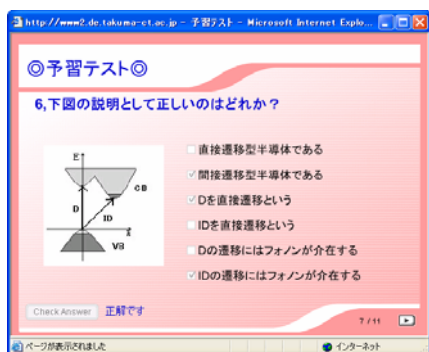 http://www2.de.takuma-ct.ac.jp - 予習テスト - Microsoft Internet Explo...
◎予習テスト◎
6,下図の説明として正しいのはどれか？
直接遷移型半導体である
間接遷移型半導体である
Dを直接遷移という
IDを直接遷移という
Dの遷移にはフォノンが介在する
IDの遷移にはフォノンが介在する
E
CB
D
ID
k
VB
Check Answer 正解です
7 / 11
ページが表示されました インターネット